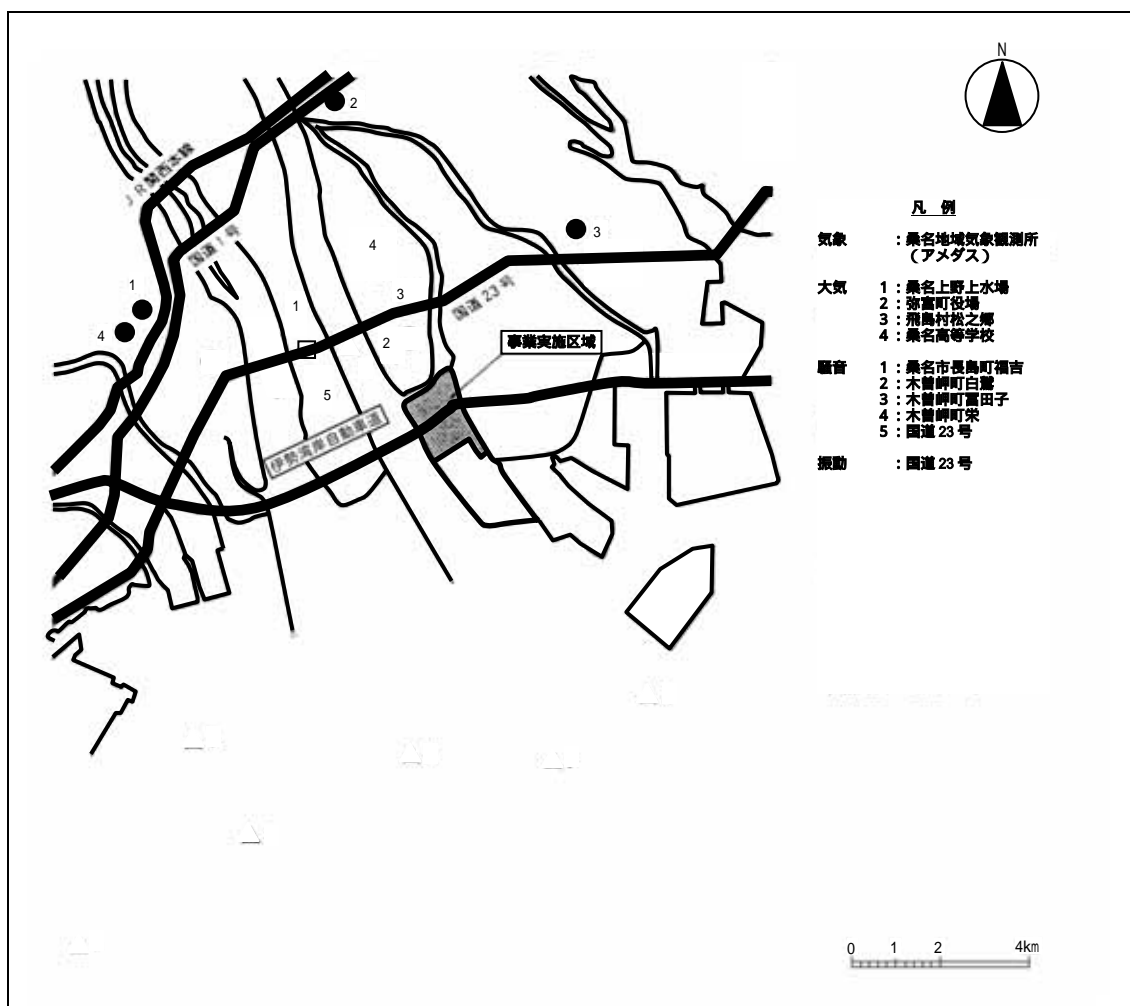 N
2
JR関西本線
国道1号
4
3
1
3
国道23号
1
4
2
事業実施区域
5
伊勢湾岸自動車道
凡 例
気象 :桑名地域気象観測所
(アメダス)
大気 1:桑名上野上水場
2:弥富町役場
3:飛島村松之郷
4:桑名高等学校
騒音 1:桑名市長島町福吉
2:木曽岬町白鷺
3:木曽岬町富田子
4:木曽岬町栄
5:国道23号
振動 :国道23号
0 1 2 4km